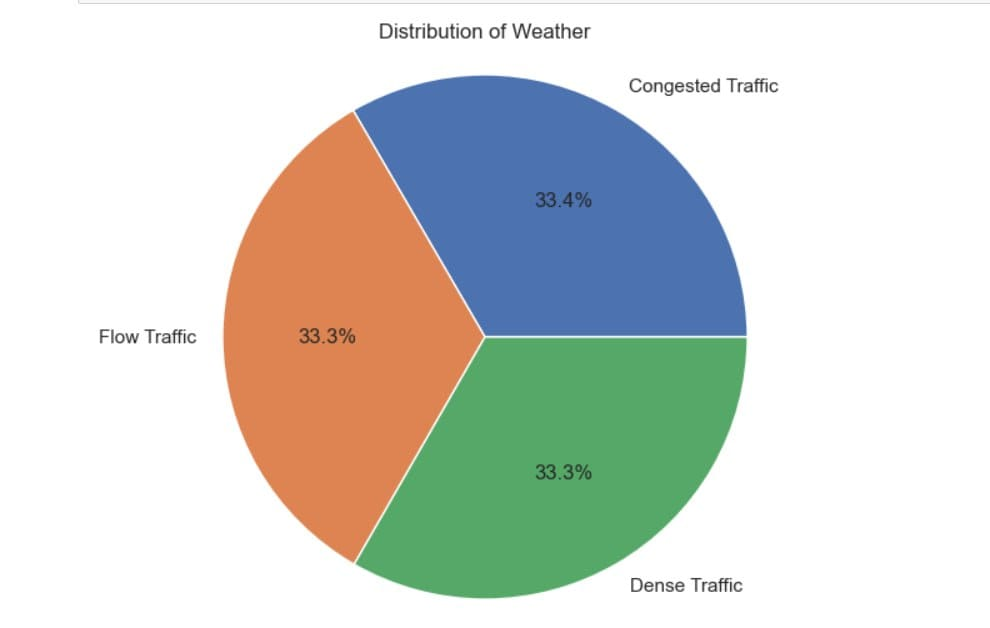 Distribution of Weather
Congested Traffic
33.4%
Flow Traffic
33.3%
33.3%
Dense Traffic